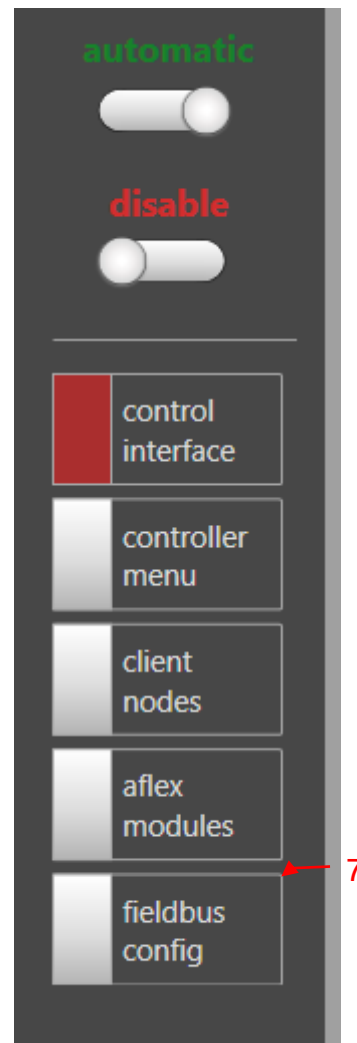 automatic
disable
control
interface
controller
menu
client
nodes
aflex
modules
7
fieldbus
config